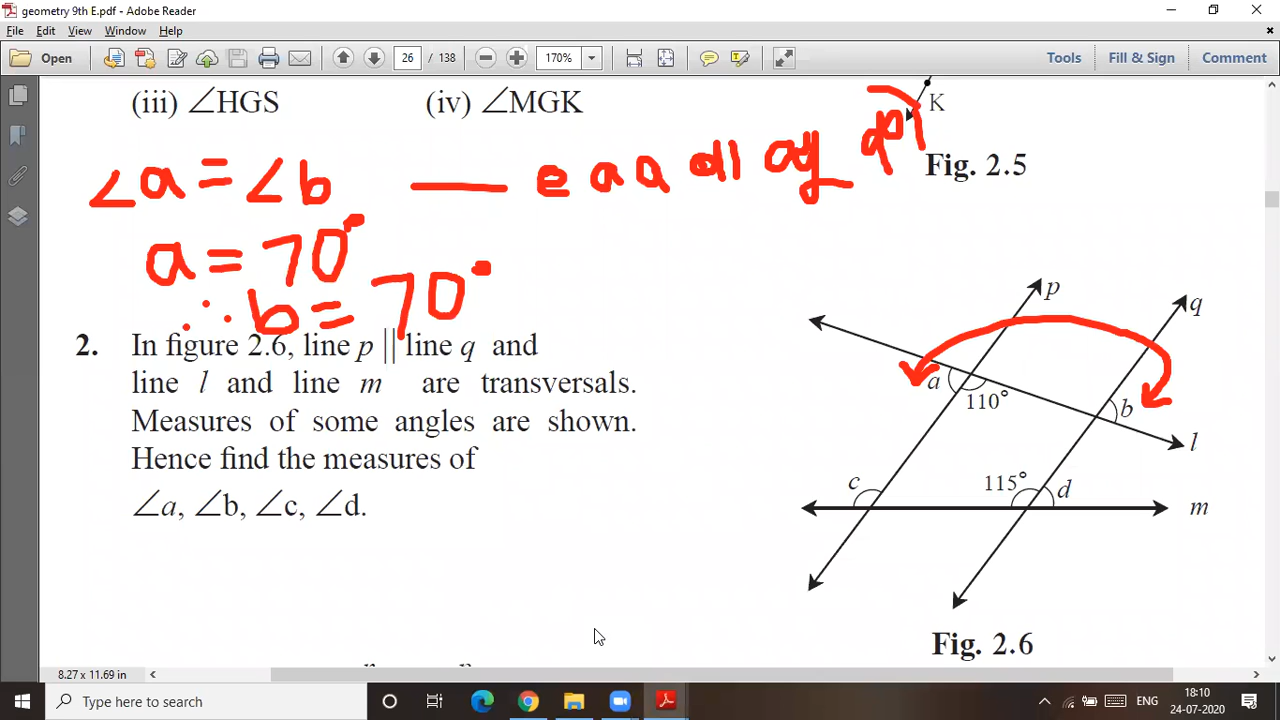 geometry 9th E.pdf - Adobe Reader
File Edit View Window Help
Open 26 / 138 170% Tools Fill & Sign Comment
(iii) ∠HGS (iv) ∠MGK
K
Fig. 2.5
∠a = ∠b —
a = 70°
∴ b = 70°
2. In figure 2.6, line p || line q and
line l and line m are transversals.
Measures of some angles are shown.
Hence find the measures of
∠a, ∠b, ∠c, ∠d.
p
q
a
110°
b
l
c
115°
d
m
Fig. 2.6
8.27 x 11.69 in
Type here to search
ENG
18:10
24-07-2020